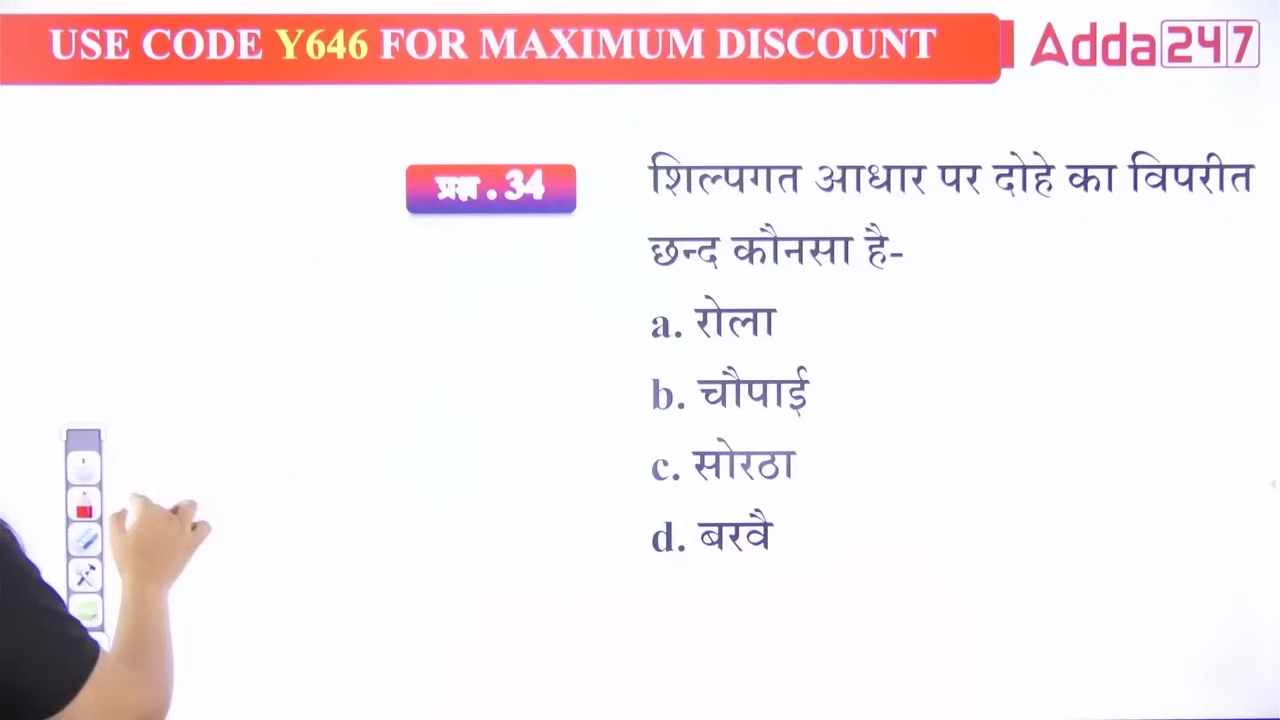 USE CODE Y646 FOR MAXIMUM DISCOUNT
Adda247
प्रश्न . 34
शिल्पगत आधार पर दोहे का विपरीत
छन्द कौनसा है-
a. रोला
b. चौपाई
c. सोरठा
d. बरवै